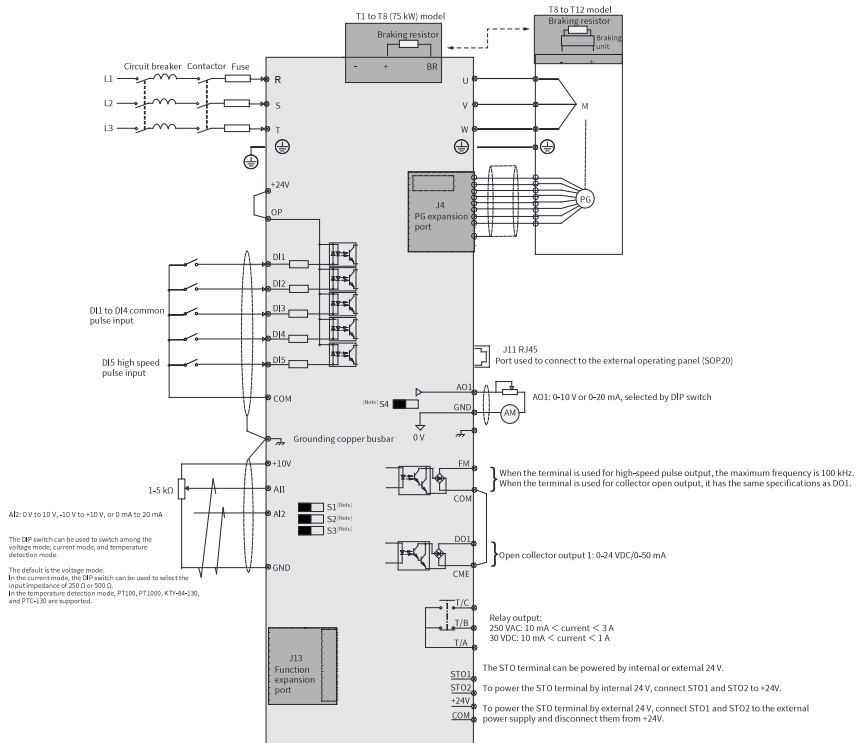 T1 to T8 (75 kW) model
Braking resistor
- + BR
T8 to T12 model
Braking resistor
Braking
unit
- +
Circuit breaker Contactor Fuse
L1
L2
L3
R
S
T
U
V
W
M
+24V
OP
J4
PG expansion
port
PG
DI1
DI2
DI3
DI4
DI5
DI1 to DI4 common
pulse input
DI5 high speed
pulse input
COM
J11 RJ45
Port used to connect to the external operating panel (SOP20)
[Note] S4
AO1
GND
0 V
AM
AO1: 0-10 V or 0-20 mA, selected by DIP switch
Grounding copper busbar
+10V
1-5 kΩ
AI1
AI2
AI2: 0 V to 10 V, -10 V to +10 V, or 0 mA to 20 mA
S1 [Note]
S2 [Note]
S3 [Note]
The DIP switch can be used to switch among the
voltage mode, current mode, and temperature
detection mode.
The default is the voltage mode.
In the current mode, the DIP switch can be used to select the
input impedance of 250 Ω or 500 Ω.
In the temperature detection mode, PT100, PT1000, KTY-84-130,
and PTC-130 are supported.
GND
FM
COM
When the terminal is used for high-speed pulse output, the maximum frequency is 100 kHz.
When the terminal is used for collector open output, it has the same specifications as DO1.
DO1
CME
Open collector output 1: 0-24 VDC/0-50 mA
T/C
T/B
T/A
Relay output:
250 VAC: 10 mA < current < 3 A
30 VDC: 10 mA < current < 1 A
J13
Function
expansion
port
STO1
STO2
+24V
COM
The STO terminal can be powered by internal or external 24 V.
To power the STO terminal by internal 24 V, connect STO1 and STO2 to +24V.
To power the STO terminal by external 24 V, connect STO1 and STO2 to the external
power supply and disconnect them from +24V.